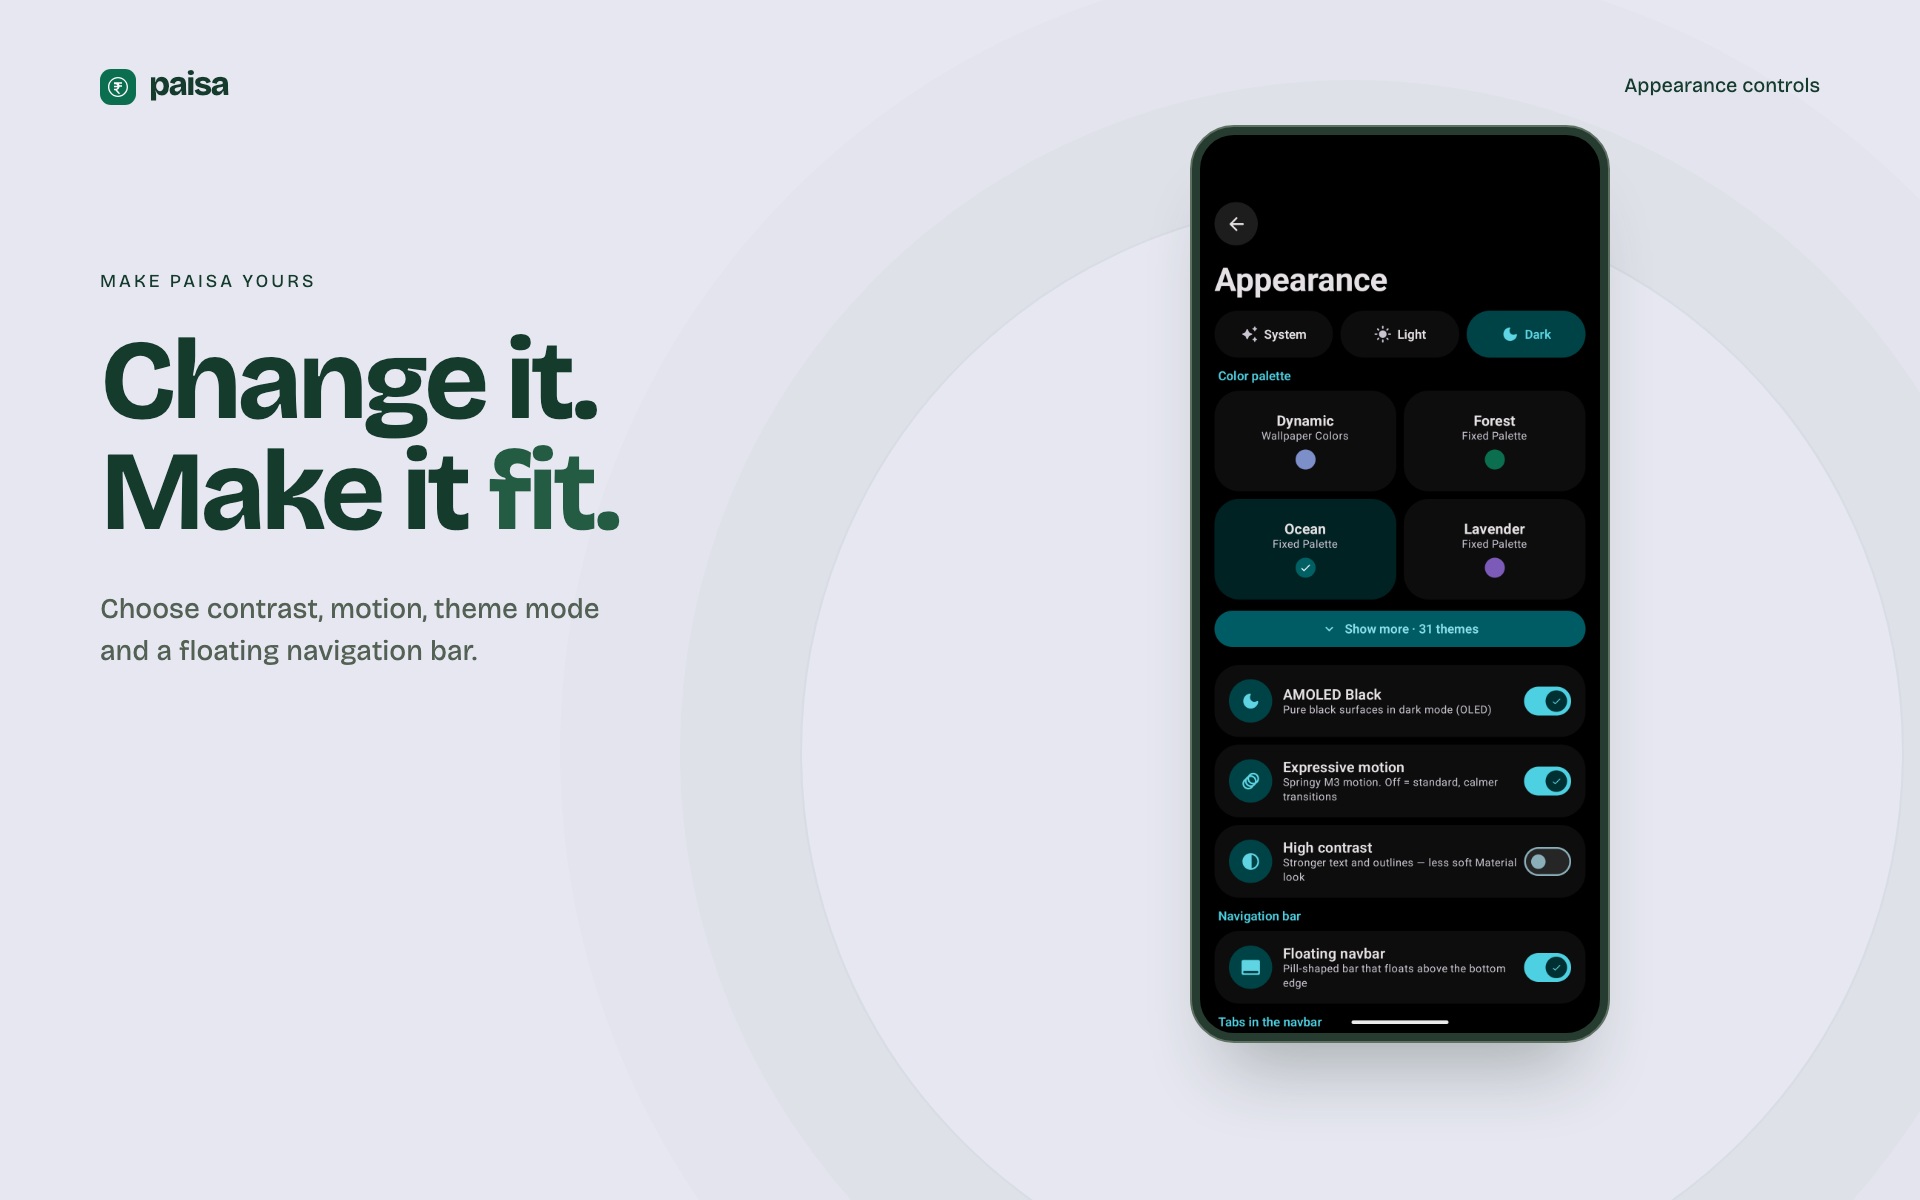 paisa
Appearance controls
MAKE PAISA YOURS
Change it.
Make it fit.
Choose contrast, motion, theme mode
and a floating navigation bar.
Appearance
System
Light
Dark
Color palette
Dynamic
Wallpaper Colors
Forest
Fixed Palette
Ocean
Fixed Palette
Lavender
Fixed Palette
Show more · 31 themes
AMOLED Black
Pure black surfaces in dark mode (OLED)
Expressive motion
Springy M3 motion. Off = standard, calmer
transitions
High contrast
Stronger text and outlines — less soft Material
look
Navigation bar
Floating navbar
Pill-shaped bar that floats above the bottom
edge
Tabs in the navbar